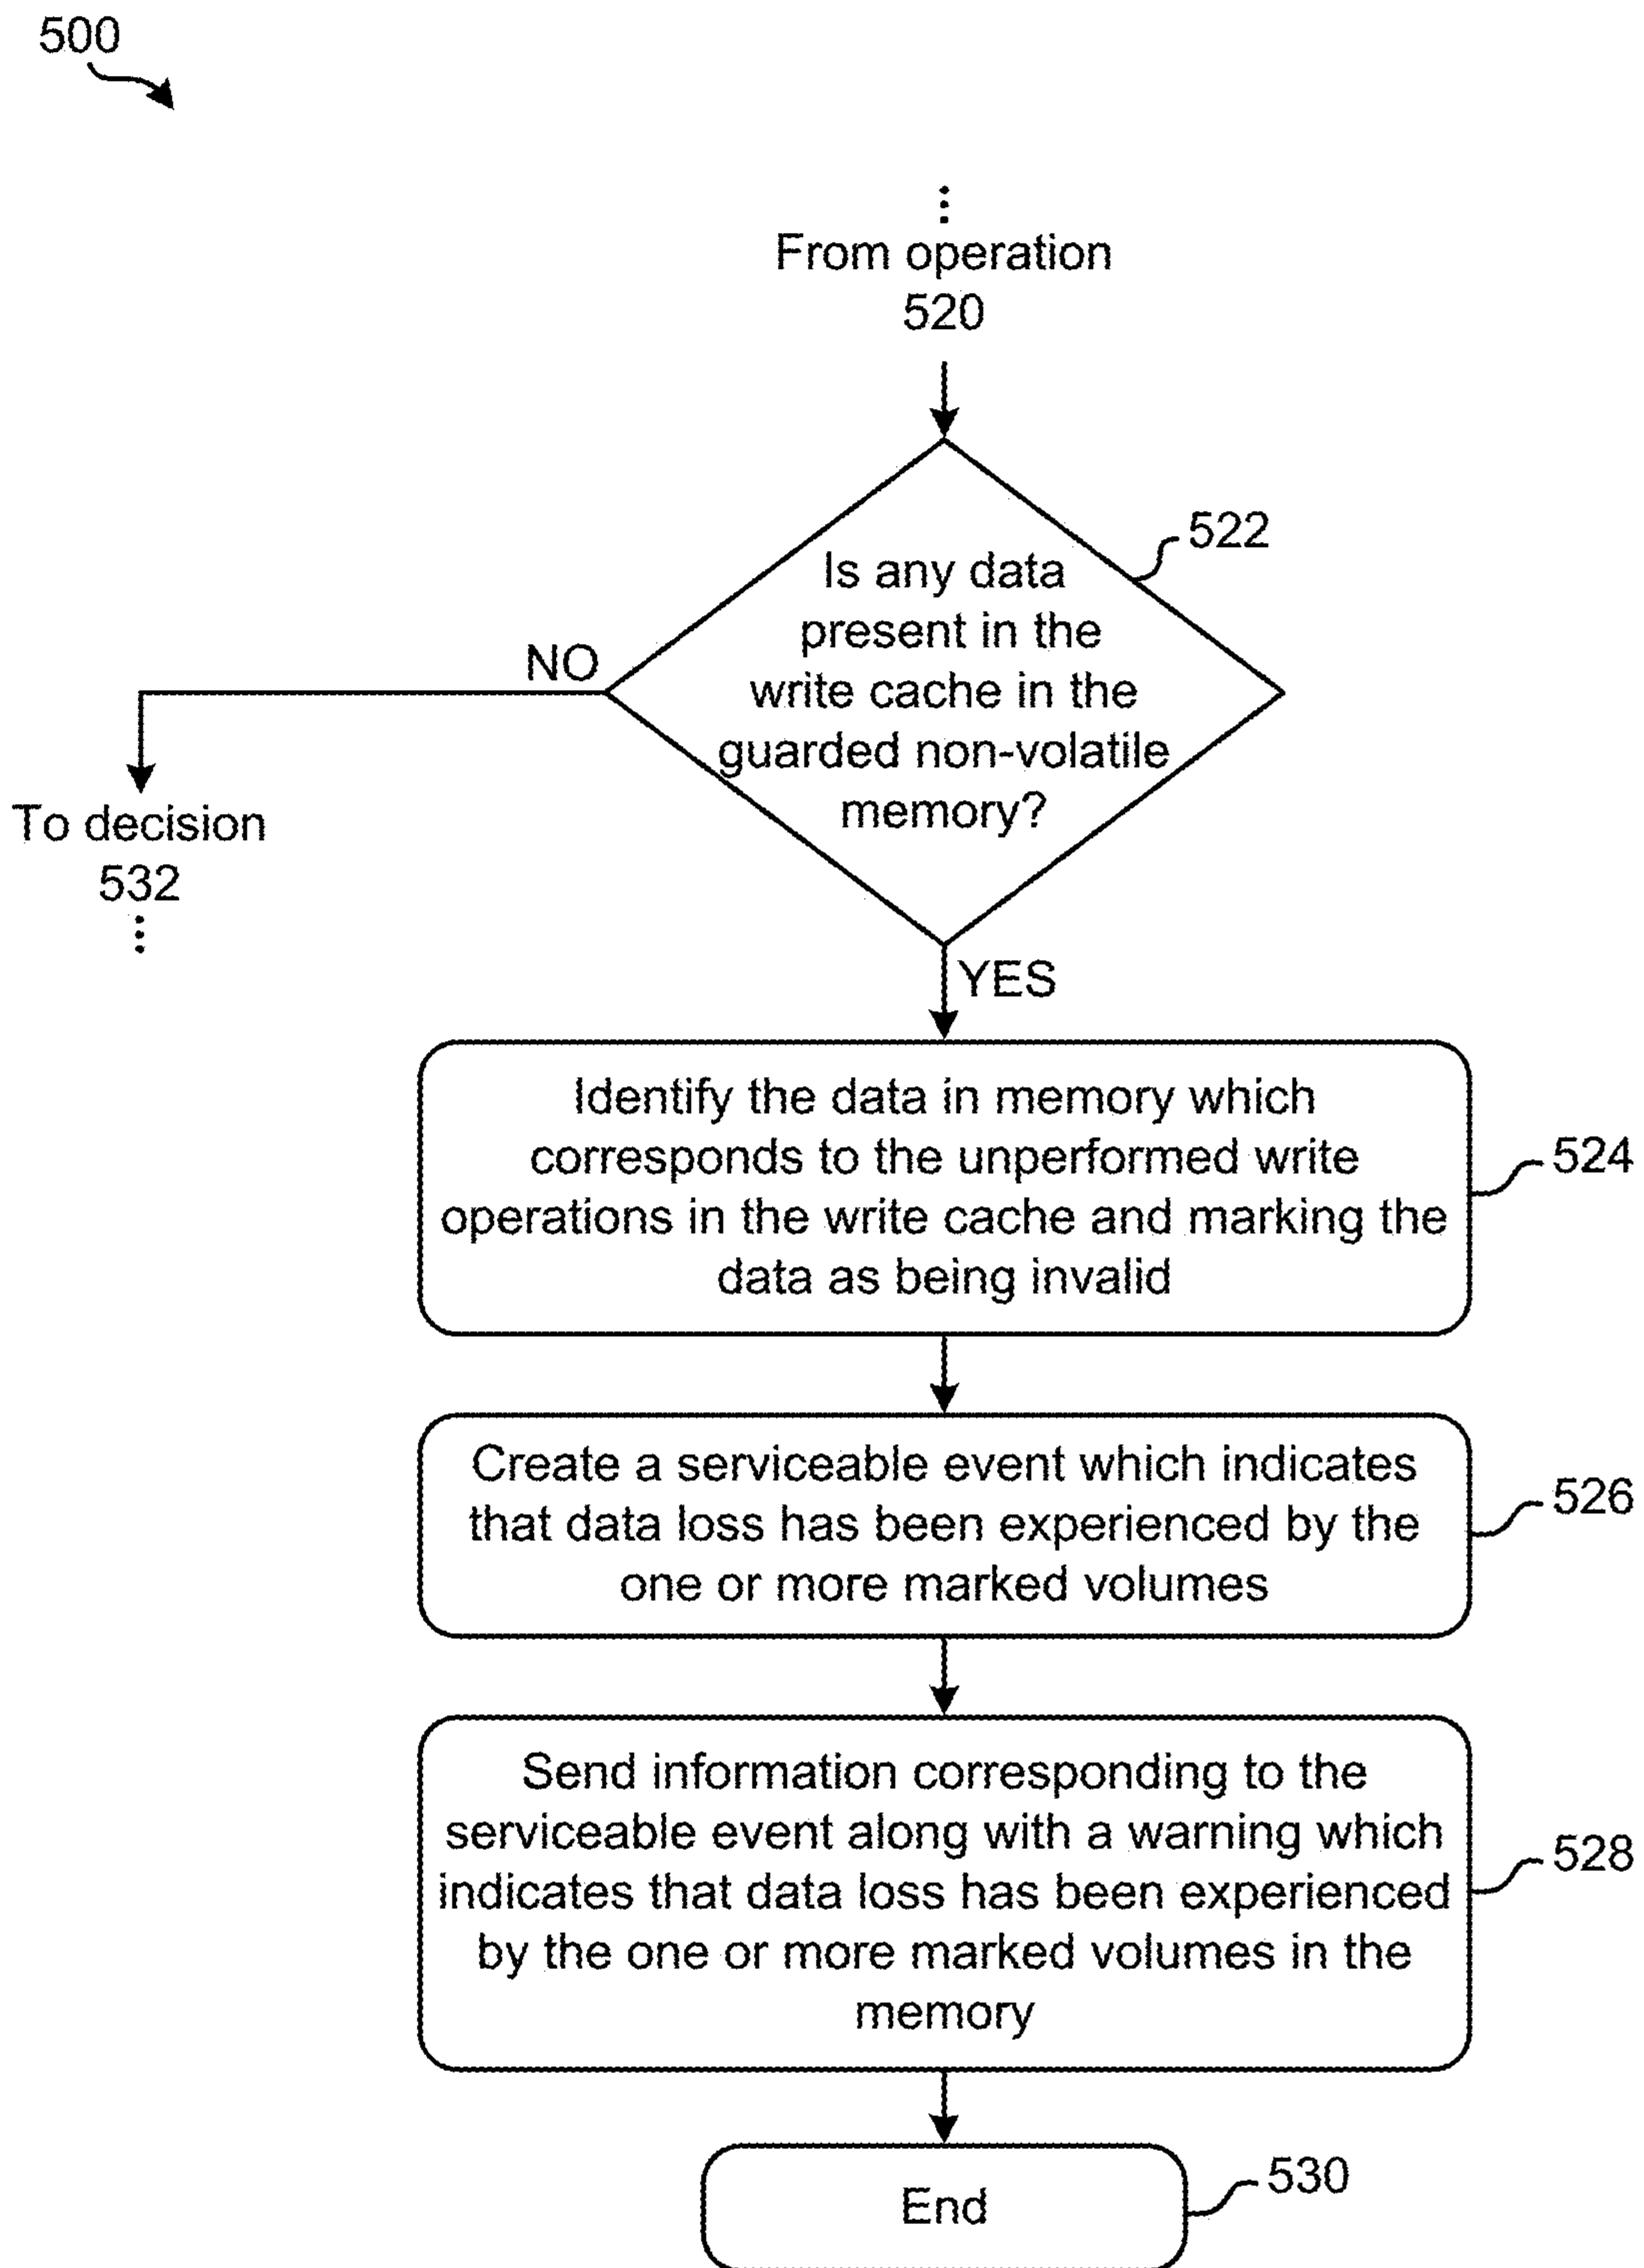 500
From operation
520
522
Is any data
present in the
write cache in the
guarded non-volatile
memory?
NO
To decision
532
YES
Identify the data in memory which
corresponds to the unperformed write
operations in the write cache and marking the
data as being invalid
524
Create a serviceable event which indicates
that data loss has been experienced by the
one or more marked volumes
526
Send information corresponding to the
serviceable event along with a warning which
indicates that data loss has been experienced
by the one or more marked volumes in the
memory
528
End
530